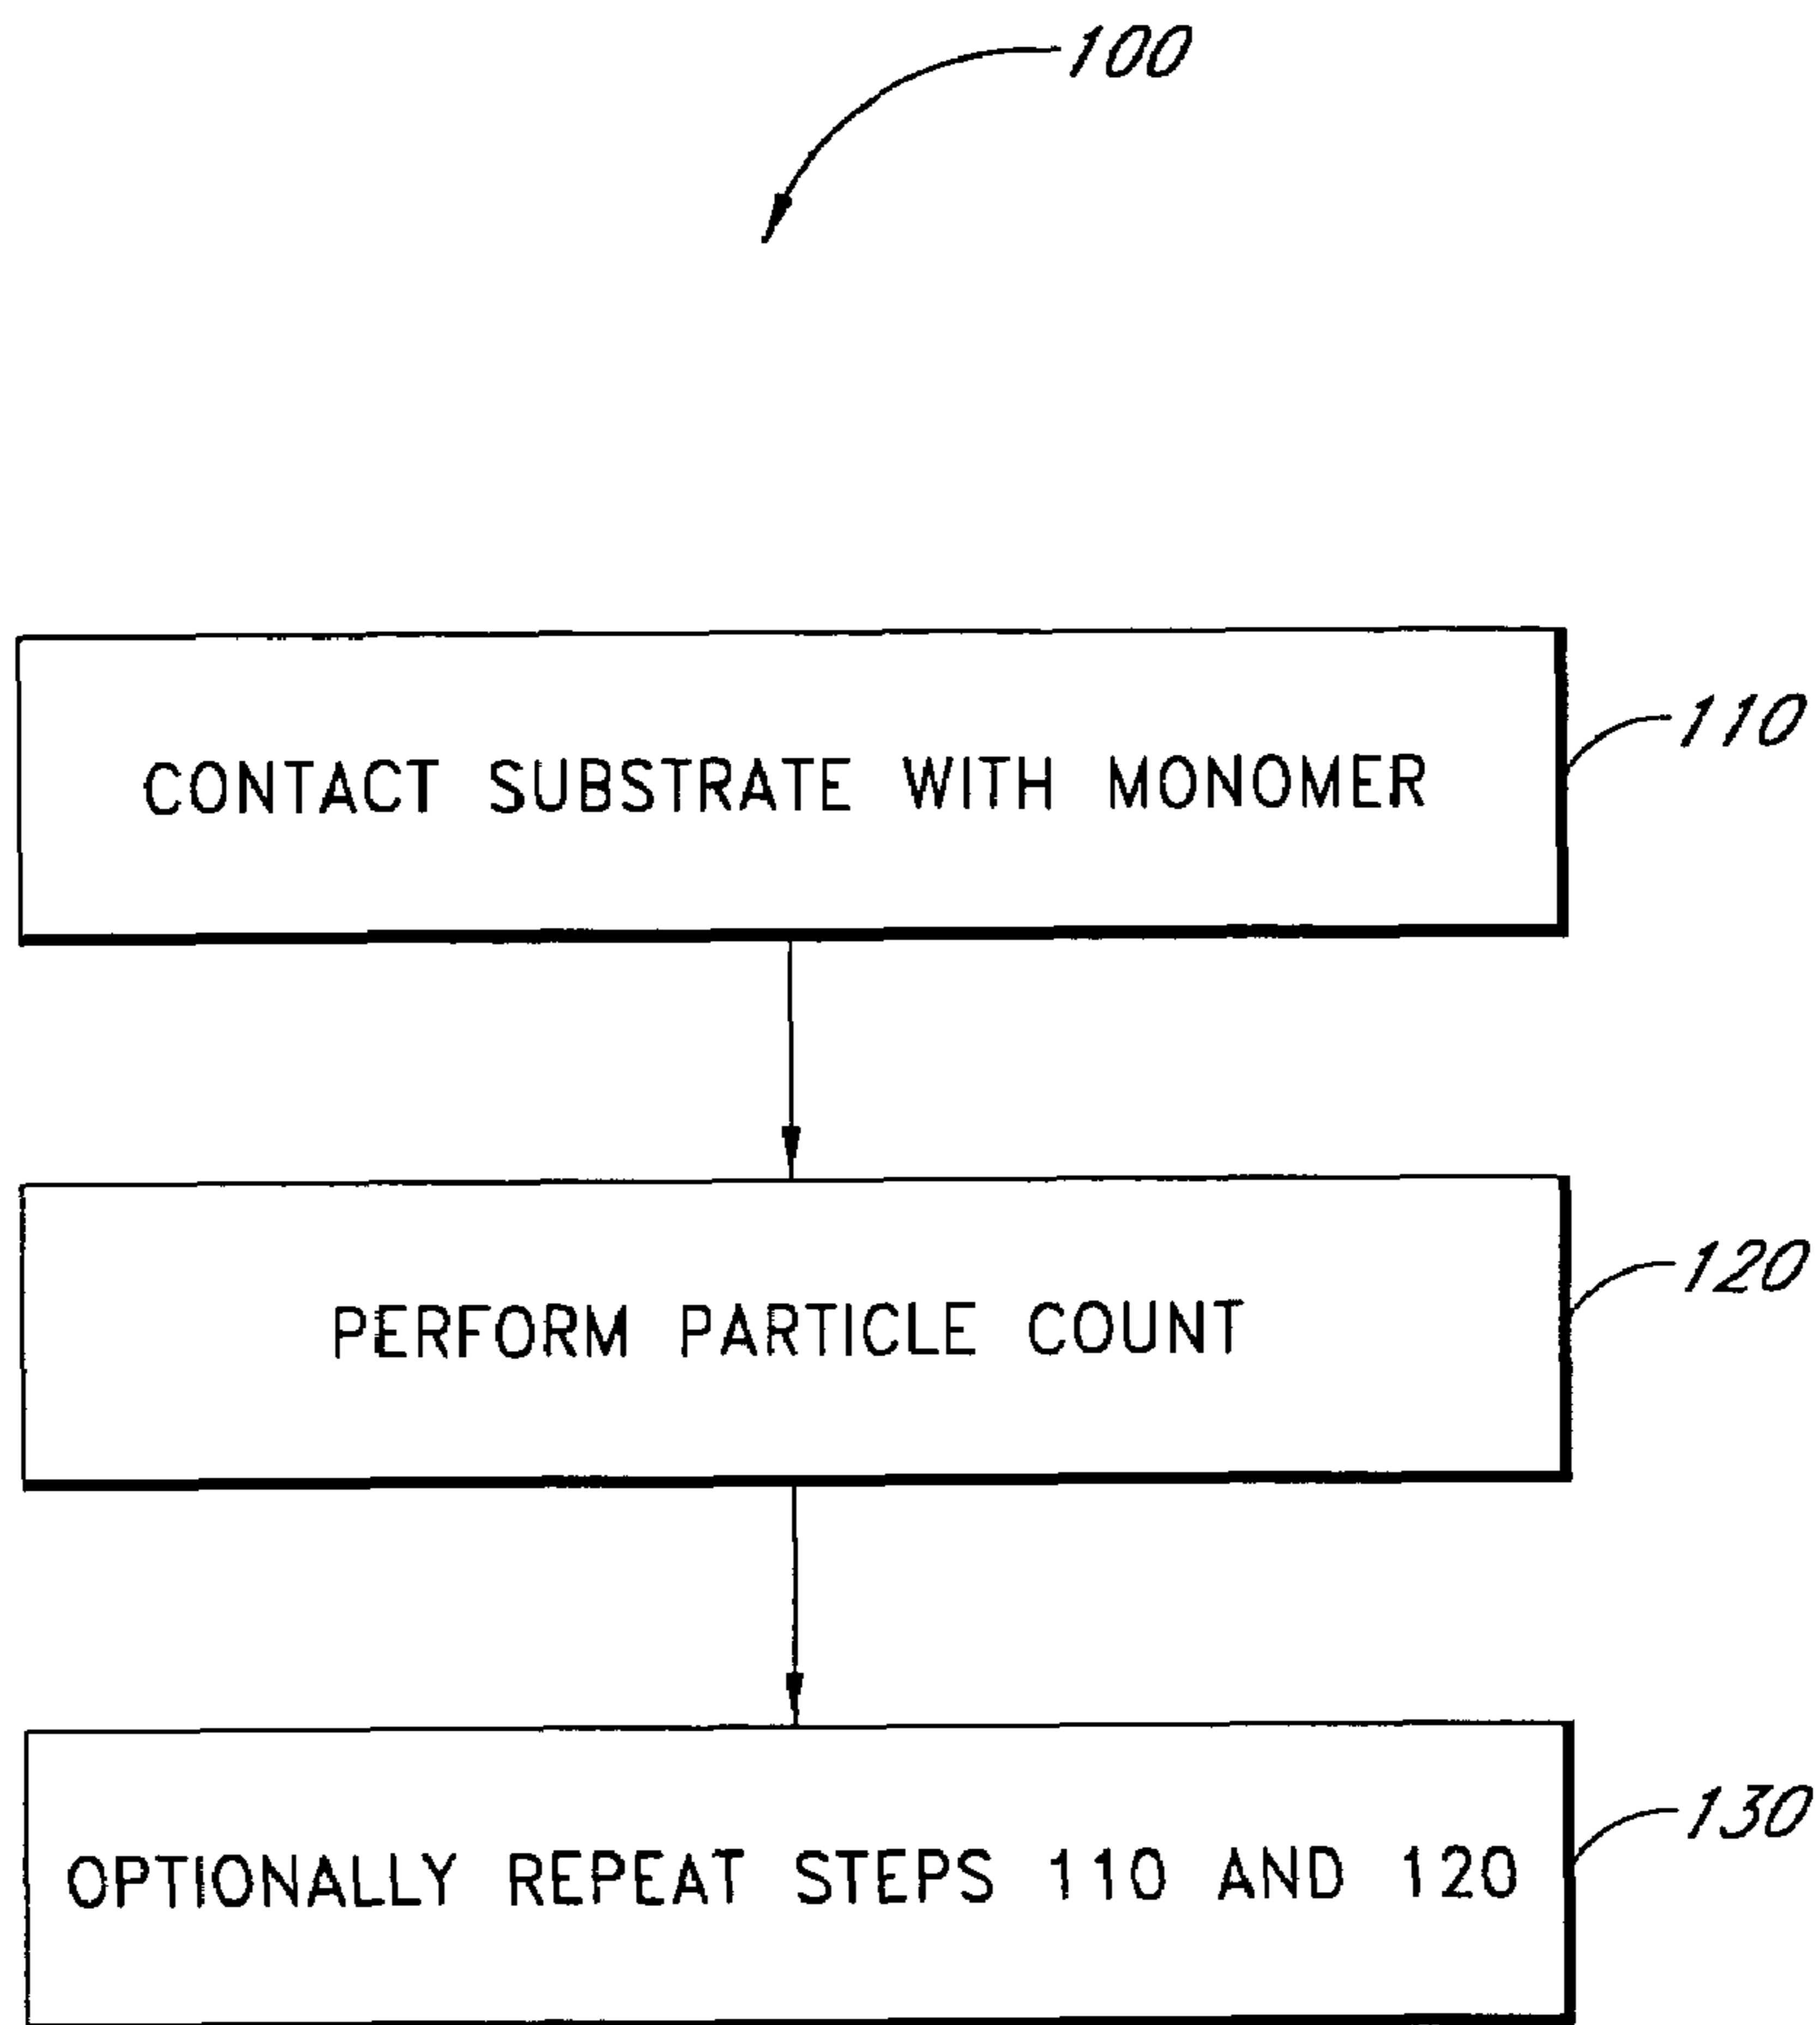 100
CONTACT SUBSTRATE WITH MONOMER
110
PERFORM PARTICLE COUNT
120
OPTIONALLY REPEAT STEPS 110 AND 120
130